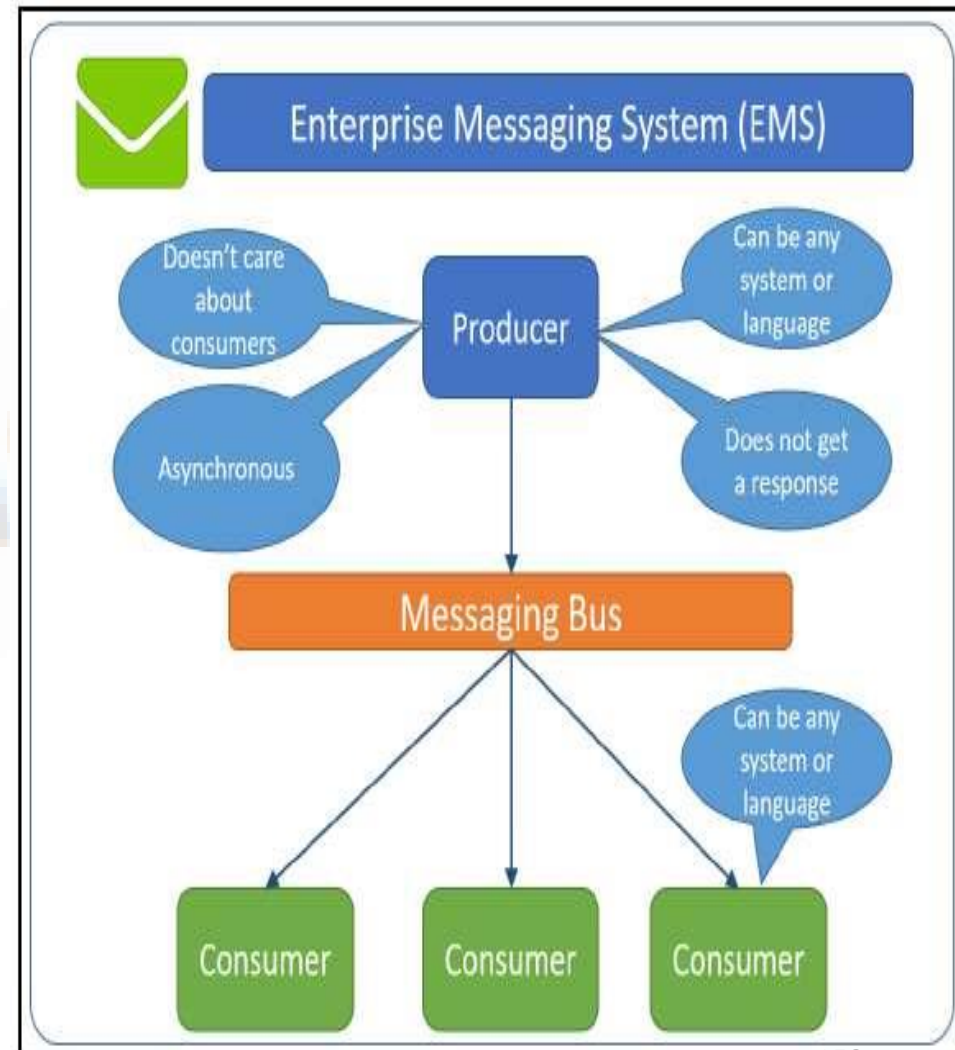 Enterprise Messaging System (EMS)
Doesn't care
about
consumers
Producer
Can be any
system or
language
Asynchronous
Does not get
a response
Messaging Bus
Can be any
system or
language
Consumer
Consumer
Consumer